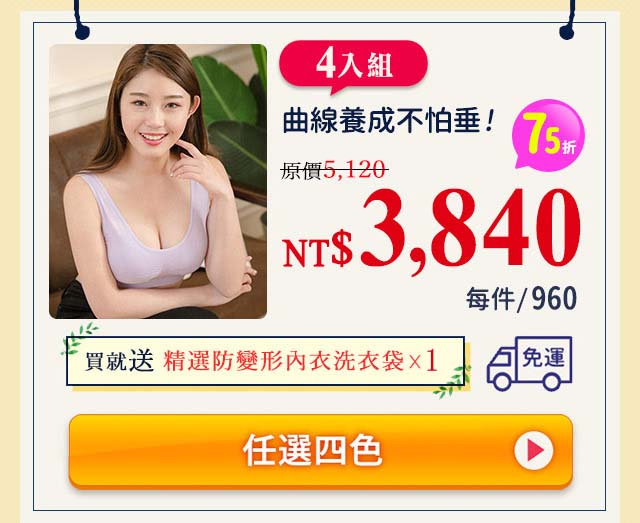 4入組
曲線養成不怕垂!
75折
原價5,120
NT$3,840
每件/960
買就送 精選防變形內衣洗衣袋×1
免運
任選四色